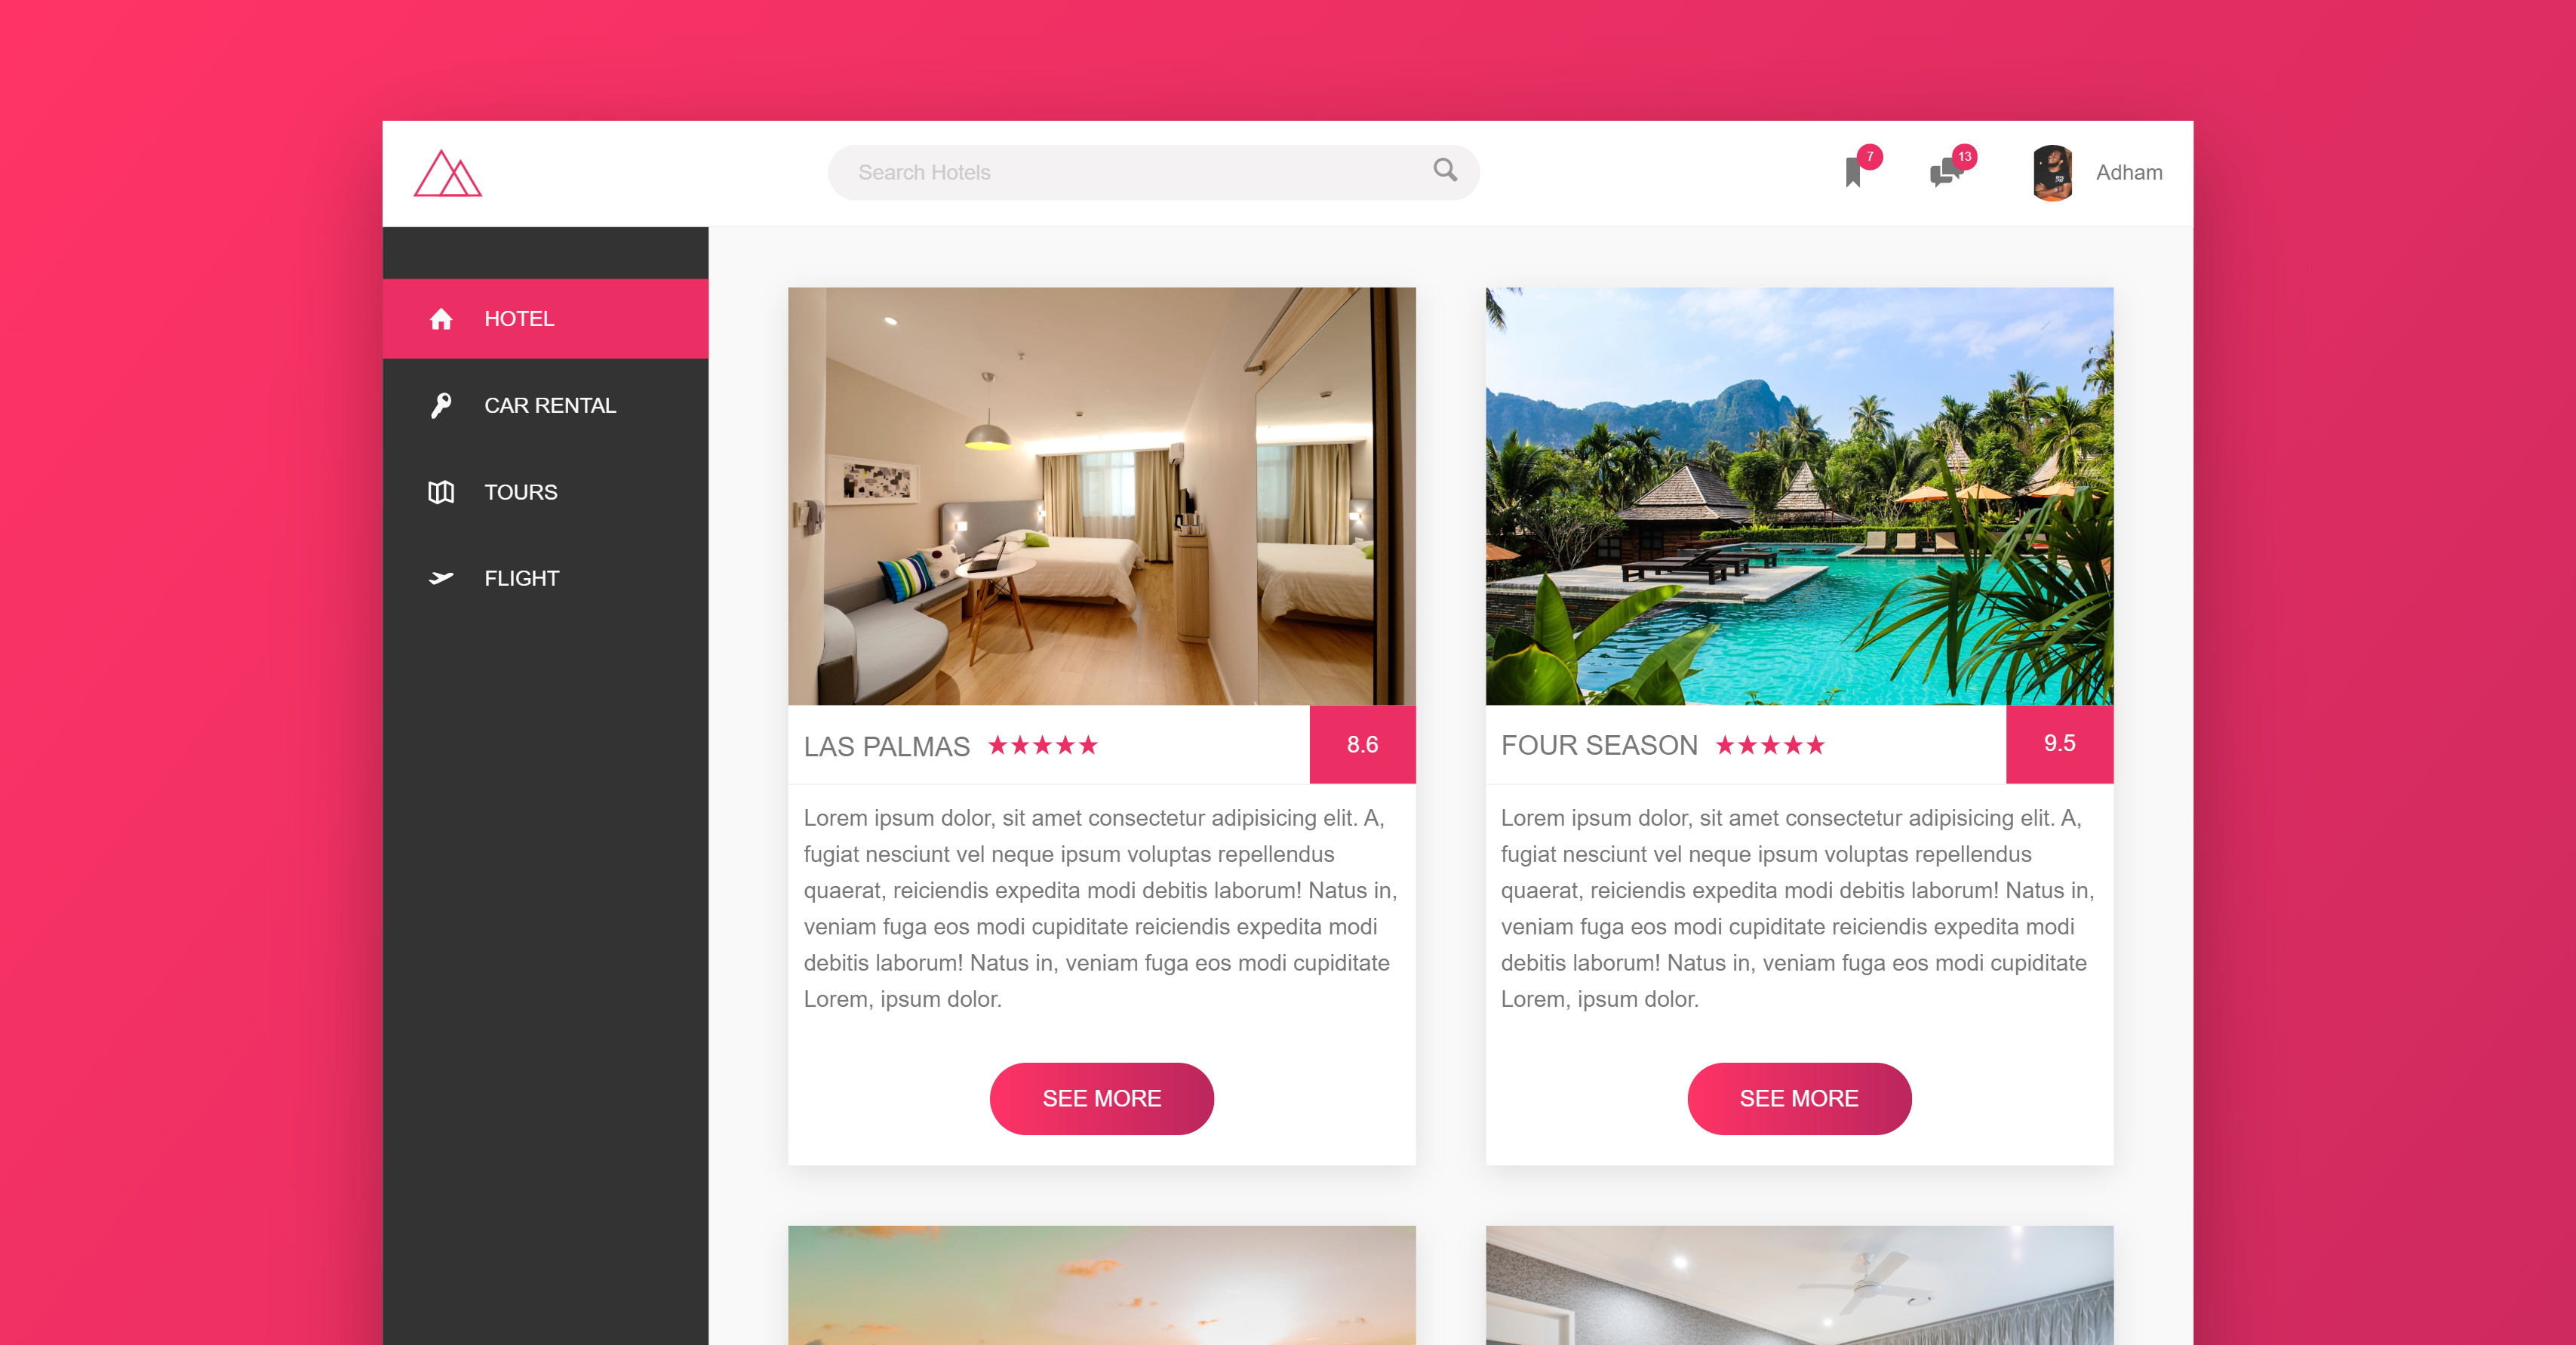 Search Hotels
7
13
Adham
HOTEL
CAR RENTAL
TOURS
FLIGHT
LAS PALMAS
8.6
Lorem ipsum dolor, sit amet consectetur adipisicing elit. A,
fugiat nesciunt vel neque ipsum voluptas repellendus
quaerat, reiciendis expedita modi debitis laborum! Natus in,
veniam fuga eos modi cupiditate reiciendis expedita modi
debitis laborum! Natus in, veniam fuga eos modi cupiditate
Lorem, ipsum dolor.
SEE MORE
FOUR SEASON
9.5
Lorem ipsum dolor, sit amet consectetur adipisicing elit. A,
fugiat nesciunt vel neque ipsum voluptas repellendus
quaerat, reiciendis expedita modi debitis laborum! Natus in,
veniam fuga eos modi cupiditate reiciendis expedita modi
debitis laborum! Natus in, veniam fuga eos modi cupiditate
Lorem, ipsum dolor.
SEE MORE